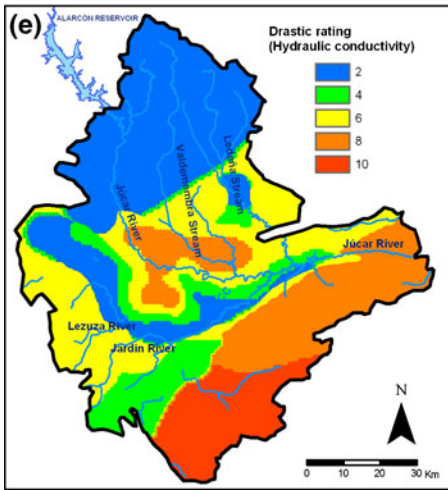 (e)
ALARCÓN RESERVOIR
Drastic rating
(Hydraulic conductivity)
2
4
6
8
10
Ledaña Stream
Valdemembra Stream
Júcar River
Júcar River
Lezuza River
Jardín River
N
0
10
20
30 Km